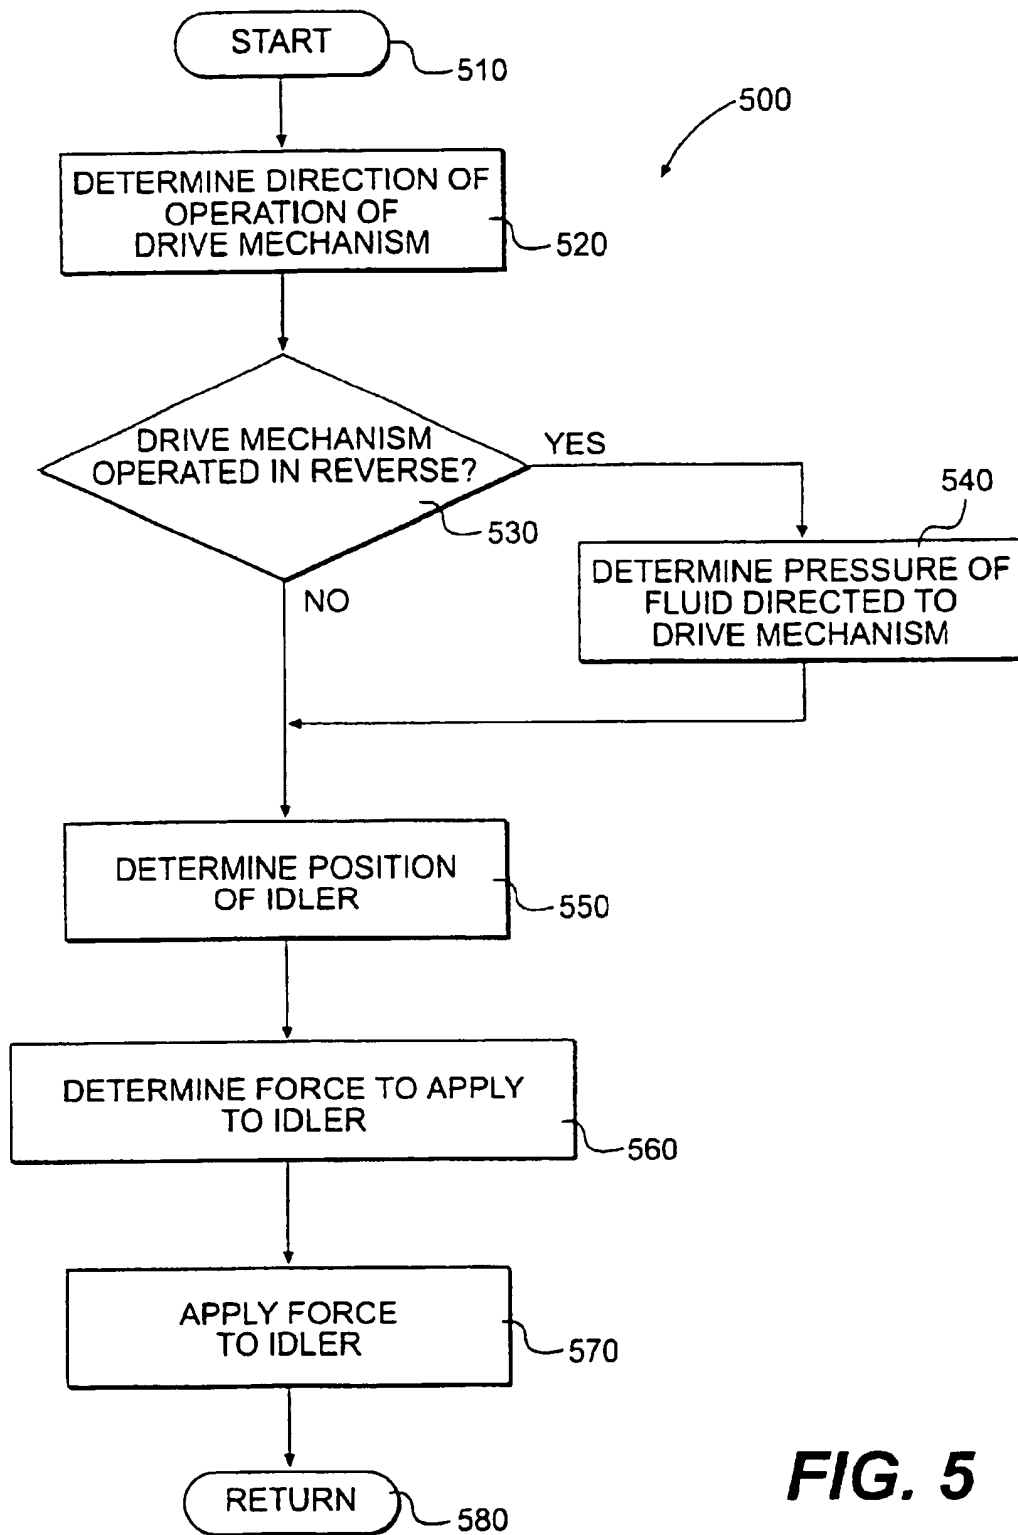 START
510
500
DETERMINE DIRECTION OF
OPERATION OF
DRIVE MECHANISM
520
DRIVE MECHANISM
OPERATED IN REVERSE?
530
YES
540
DETERMINE PRESSURE OF
FLUID DIRECTED TO
DRIVE MECHANISM
NO
DETERMINE POSITION
OF IDLER
550
DETERMINE FORCE TO APPLY
TO IDLER
560
APPLY FORCE
TO IDLER
570
RETURN
580
FIG. 5